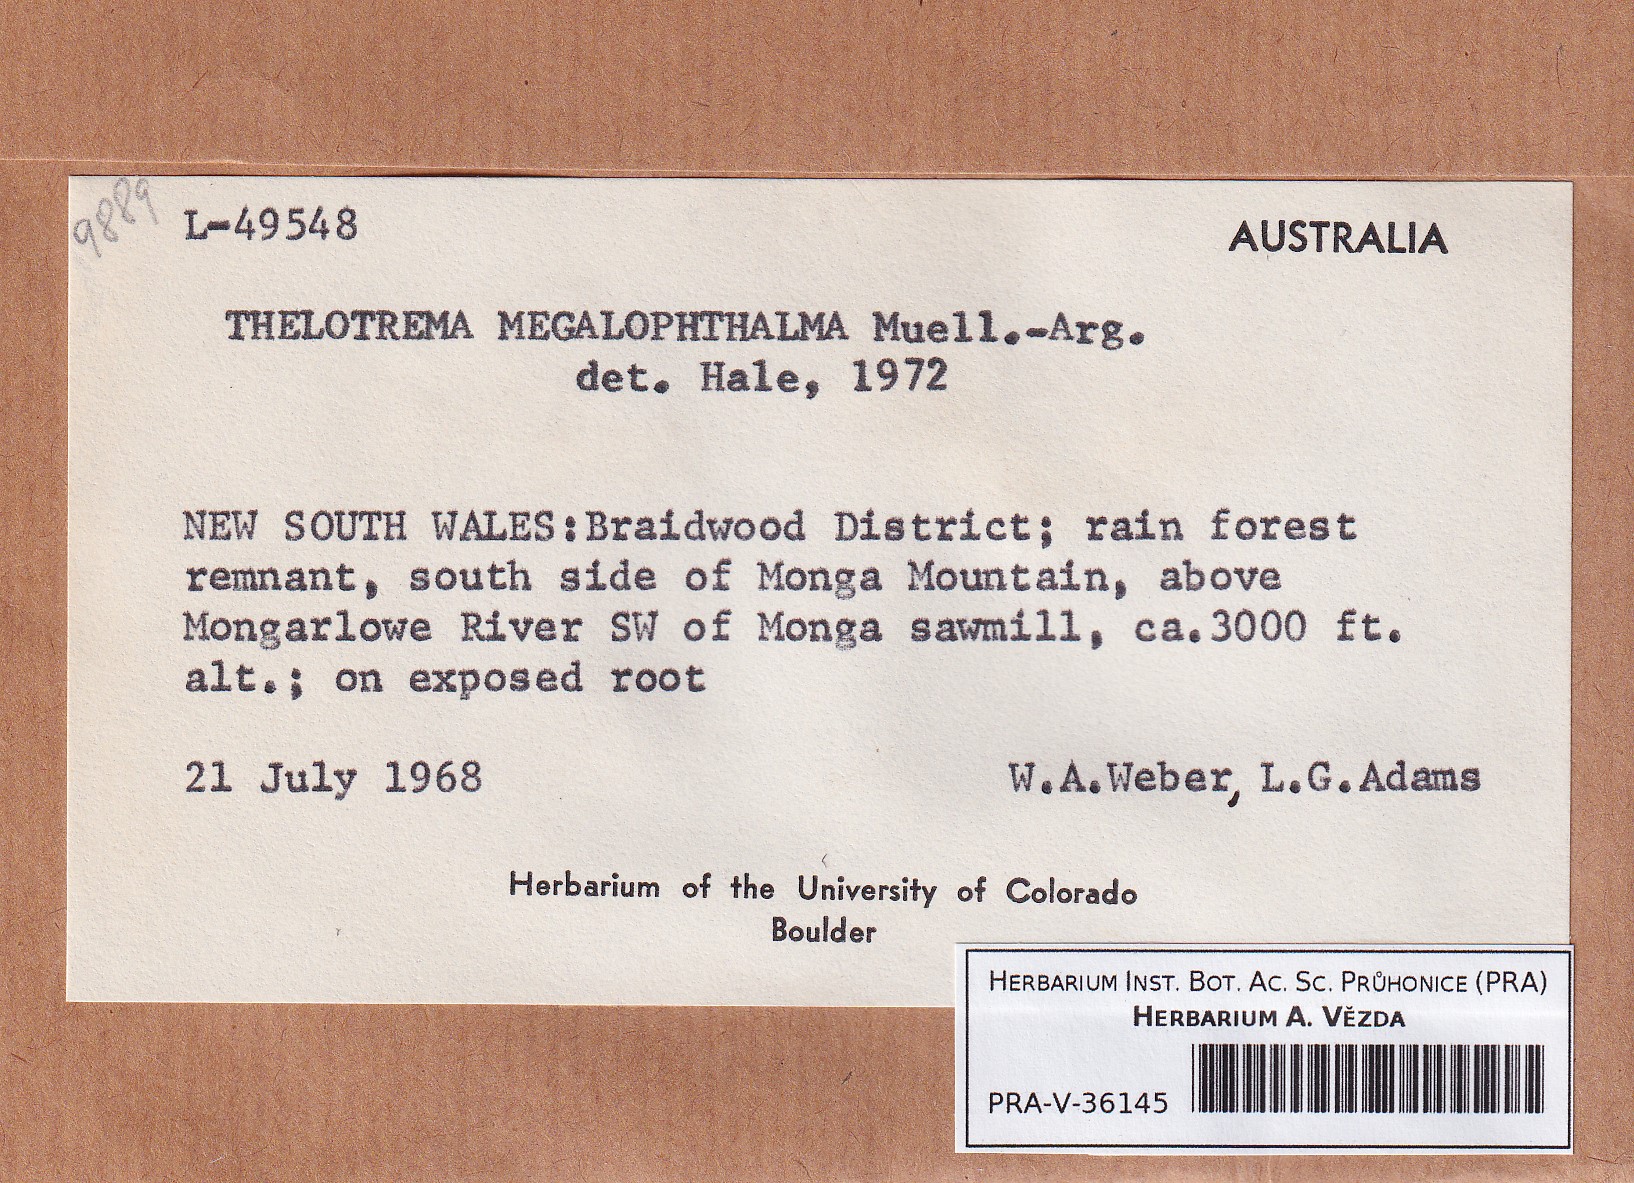 9889
L-49548
AUSTRALIA
THELOTREMA MEGALOPHTHALMA Muell.-Arg.
det. Hale, 1972
NEW SOUTH WALES:Braidwood District; rain forest
remnant, south side of Monga Mountain, above
Mongarlowe River SW of Monga sawmill, ca.3000 ft.
alt.; on exposed root
21 July 1968
W.A.Weber, L.G.Adams
Herbarium of the University of Colorado
Boulder
HERBARIUM INST. BOT. AC. SC. PRŮHONICE (PRA)
HERBARIUM A. VĚZDA
PRA-V-36145